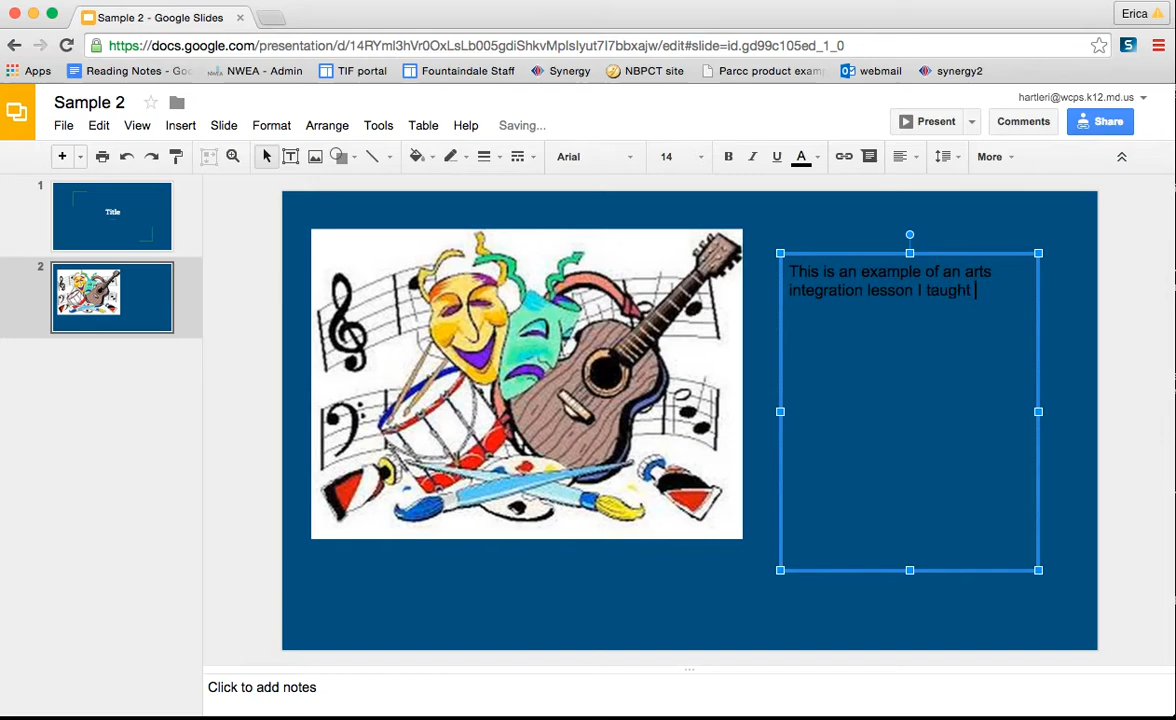 Sample 2 - Google Slides
Erica
https://docs.google.com/presentation/d/14RYml3hVr0OxLsLb005gdiShkvMpIsIyut7I7bbxajw/edit#slide=id.gd99c105ed_1_0
Apps Reading Notes - Goo NWEA - Admin TIF portal Fountaindale Staff Synergy NBPCT site Parcc product exam webmail synergy2
Sample 2
hartleri@wcps.k12.md.us
File Edit View Insert Slide Format Arrange Tools Table Help Saving...
Present Comments Share
Arial 14 B I U A More
1
Title
2
This is an example of an arts
integration lesson I taught
Click to add notes